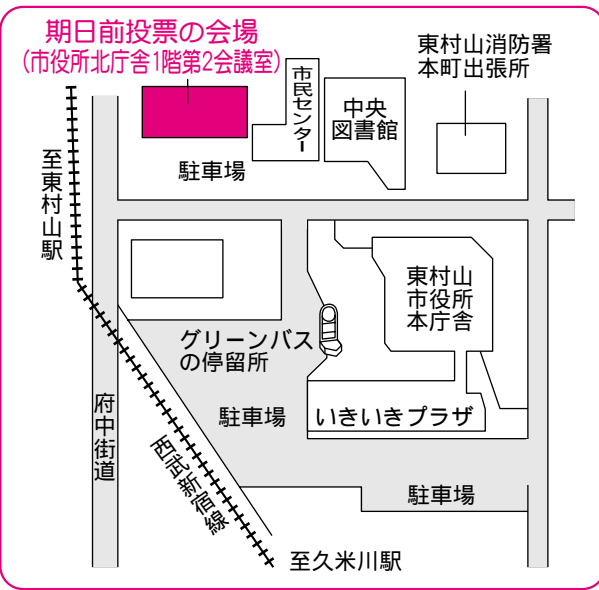 期日前投票の会場
(市役所北庁舎1階第2会議室)
東村山消防署
本町出張所
市民センター
中央
図書館
駐車場
至東村山駅
東村山
市役所
本庁舎
グリーンバス
の停留所
府中街道
駐車場
いきいきプラザ
西武新宿線
駐車場
至久米川駅